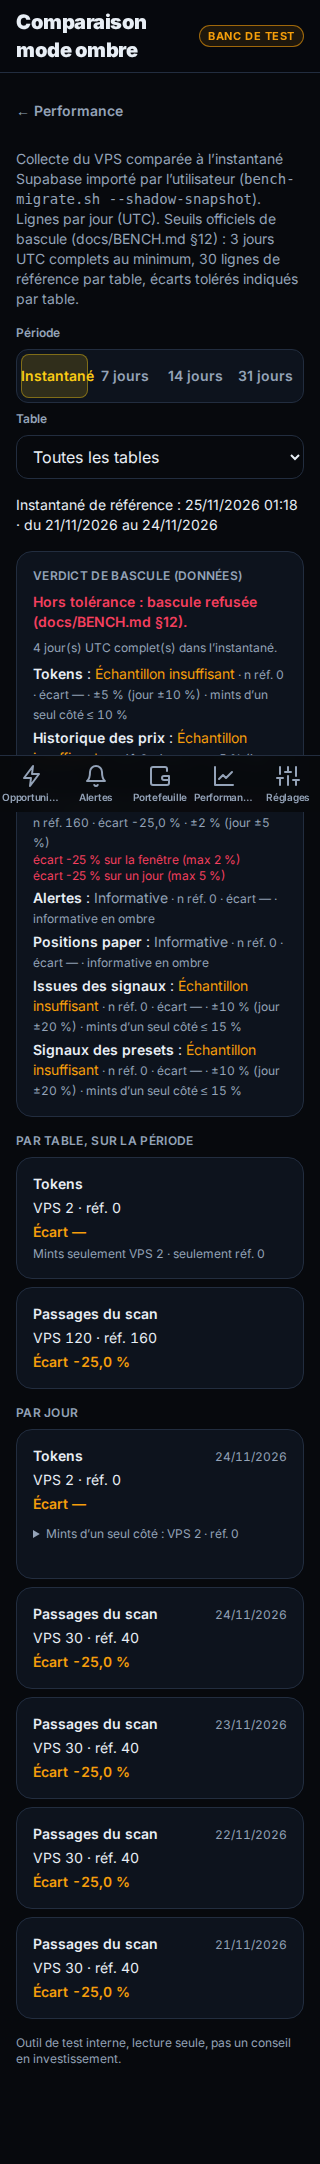 Comparaison
mode ombre
BANC DE TEST
← Performance
Collecte du VPS comparée à l’instantané
Supabase importé par l’utilisateur (bench-
migrate.sh --shadow-snapshot).
Lignes par jour (UTC). Seuils officiels de
bascule (docs/BENCH.md §12) : 3 jours
UTC complets au minimum, 30 lignes de
référence par table, écarts tolérés indiqués
par table.
Période
Instantané 7 jours 14 jours 31 jours
Table
Toutes les tables
Instantané de référence : 25/11/2026 01:18
· du 21/11/2026 au 24/11/2026
VERDICT DE BASCULE (DONNÉES)
Hors tolérance : bascule refusée
(docs/BENCH.md §12).
4 jour(s) UTC complet(s) dans l’instantané.
Tokens : Échantillon insuffisant · n réf. 0
· écart — · ±5 % (jour ±10 %) · mints d’un
seul côté ≤ 10 %
Historique des prix : Échantillon
Opportuni… Alertes Portefeuille Performan… Réglages
n réf. 160 · écart -25,0 % · ±2 % (jour ±5
%)
écart -25 % sur la fenêtre (max 2 %)
écart -25 % sur un jour (max 5 %)
Alertes : Informative · n réf. 0 · écart — ·
informative en ombre
Positions paper : Informative · n réf. 0 ·
écart — · informative en ombre
Issues des signaux : Échantillon
insuffisant · n réf. 0 · écart — · ±10 % (jour
±20 %) · mints d’un seul côté ≤ 15 %
Signaux des presets : Échantillon
insuffisant · n réf. 0 · écart — · ±10 % (jour
±20 %) · mints d’un seul côté ≤ 15 %
PAR TABLE, SUR LA PÉRIODE
Tokens
VPS 2 · réf. 0
Écart —
Mints seulement VPS 2 · seulement réf. 0
Passages du scan
VPS 120 · réf. 160
Écart -25,0 %
PAR JOUR
Tokens 24/11/2026
VPS 2 · réf. 0
Écart —
▶ Mints d’un seul côté : VPS 2 · réf. 0
Passages du scan 24/11/2026
VPS 30 · réf. 40
Écart -25,0 %
Passages du scan 23/11/2026
VPS 30 · réf. 40
Écart -25,0 %
Passages du scan 22/11/2026
VPS 30 · réf. 40
Écart -25,0 %
Passages du scan 21/11/2026
VPS 30 · réf. 40
Écart -25,0 %
Outil de test interne, lecture seule, pas un conseil
en investissement.